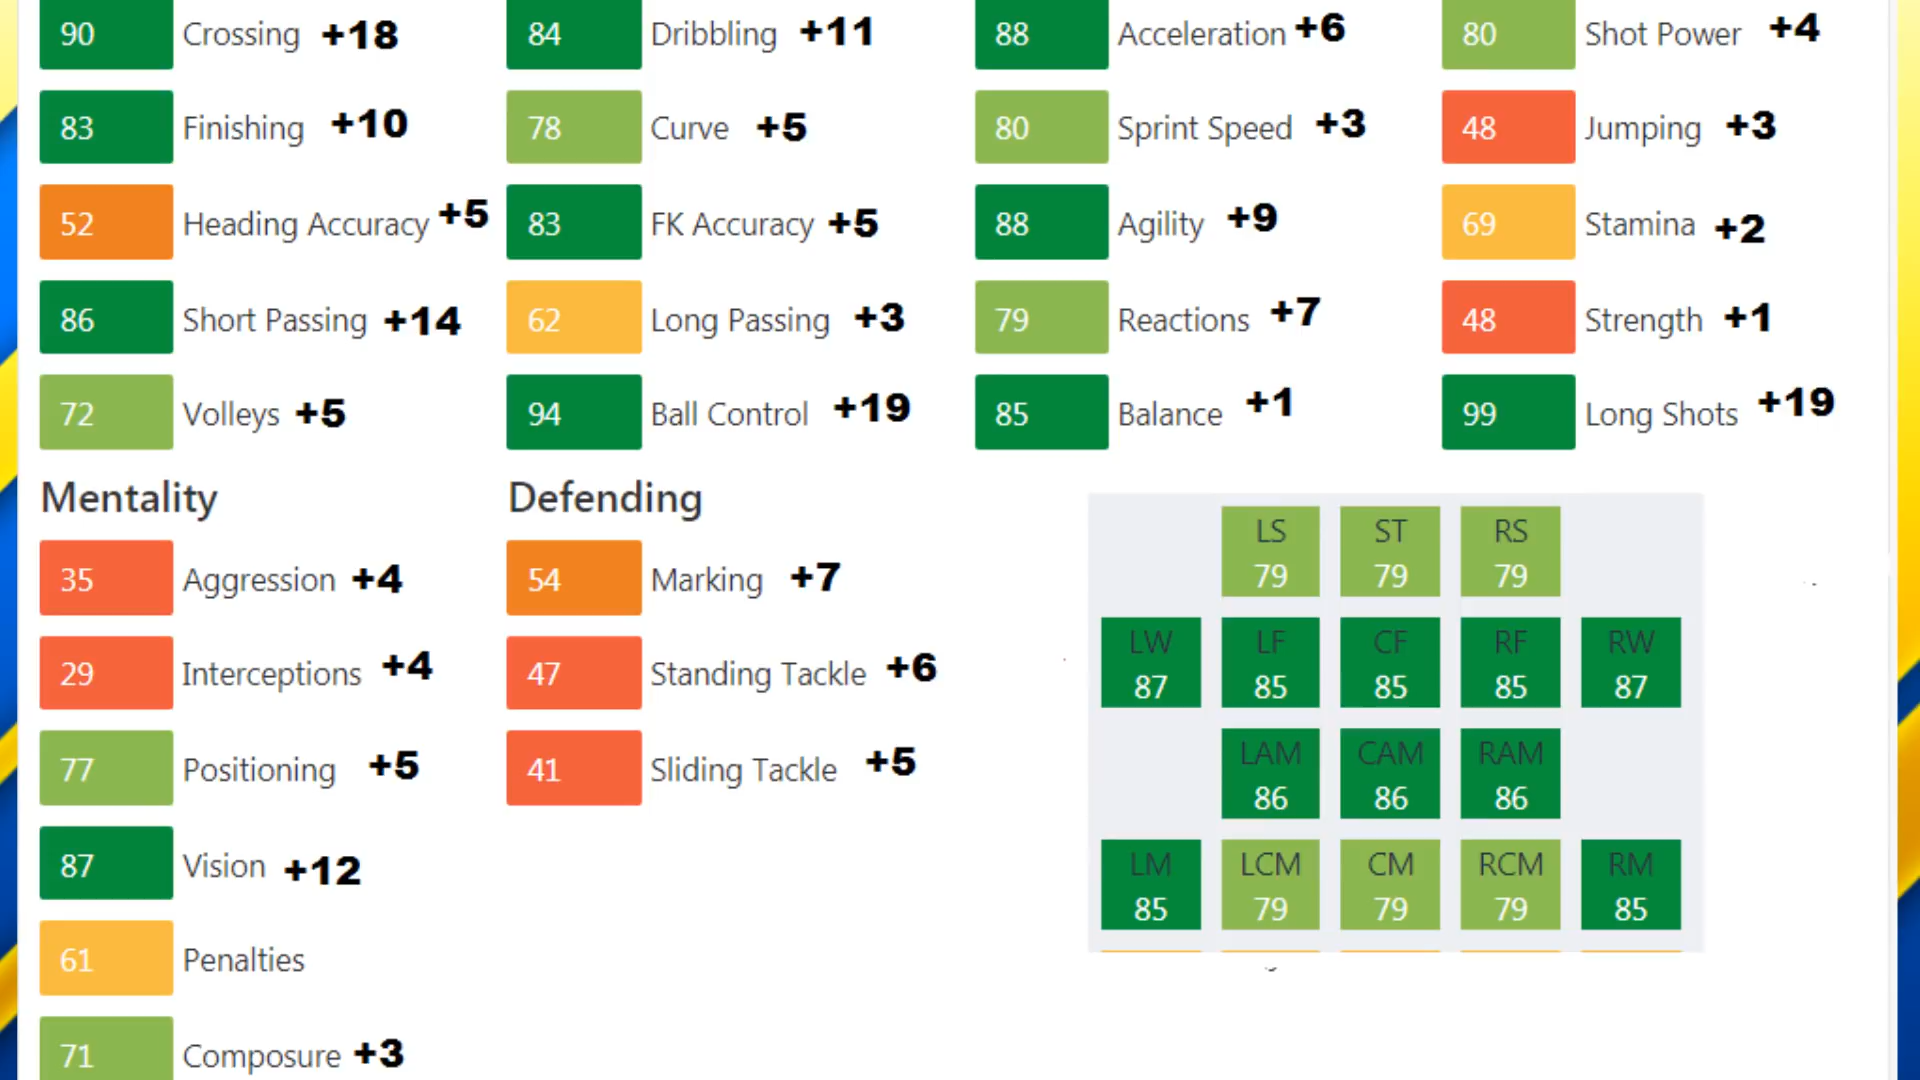 90 Crossing +18 84 Dribbling +11 88 Acceleration +6 80 Shot Power +4
83 Finishing +10 78 Curve +5 80 Sprint Speed +3 48 Jumping +3
52 Heading Accuracy +5 83 FK Accuracy +5 88 Agility +9 69 Stamina +2
86 Short Passing +14 62 Long Passing +3 79 Reactions +7 48 Strength +1
72 Volleys +5 94 Ball Control +19 85 Balance +1 99 Long Shots +19
Mentality Defending
35 Aggression +4 54 Marking +7
29 Interceptions +4 47 Standing Tackle +6
77 Positioning +5 41 Sliding Tackle +5
87 Vision +12
61 Penalties
71 Composure +3
LS ST RS
79 79 79
LW LF CF RF RW
87 85 85 85 87
LAM CAM RAM
86 86 86
LM LCM CM RCM RM
85 79 79 79 85